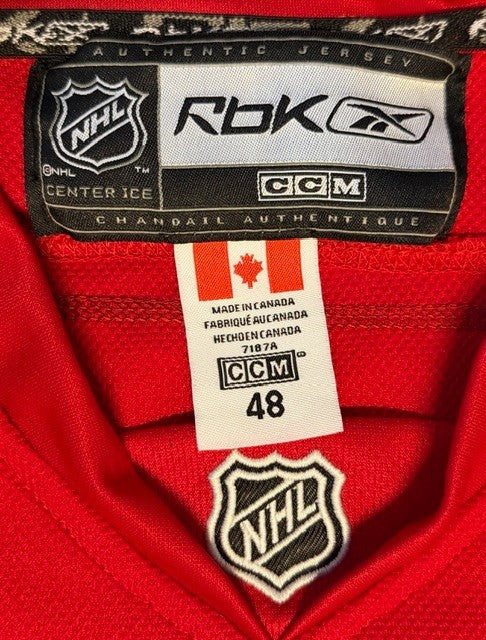 AUTHENTIC JERSEY
NHL
©NHL
™
CENTER ICE
RbK
CCM
CHANDAIL AUTHENTIQUE
MADE IN CANADA
FABRIQUÉ AU CANADA
HECHO EN CANADA
7187A
CCM
48
NHL